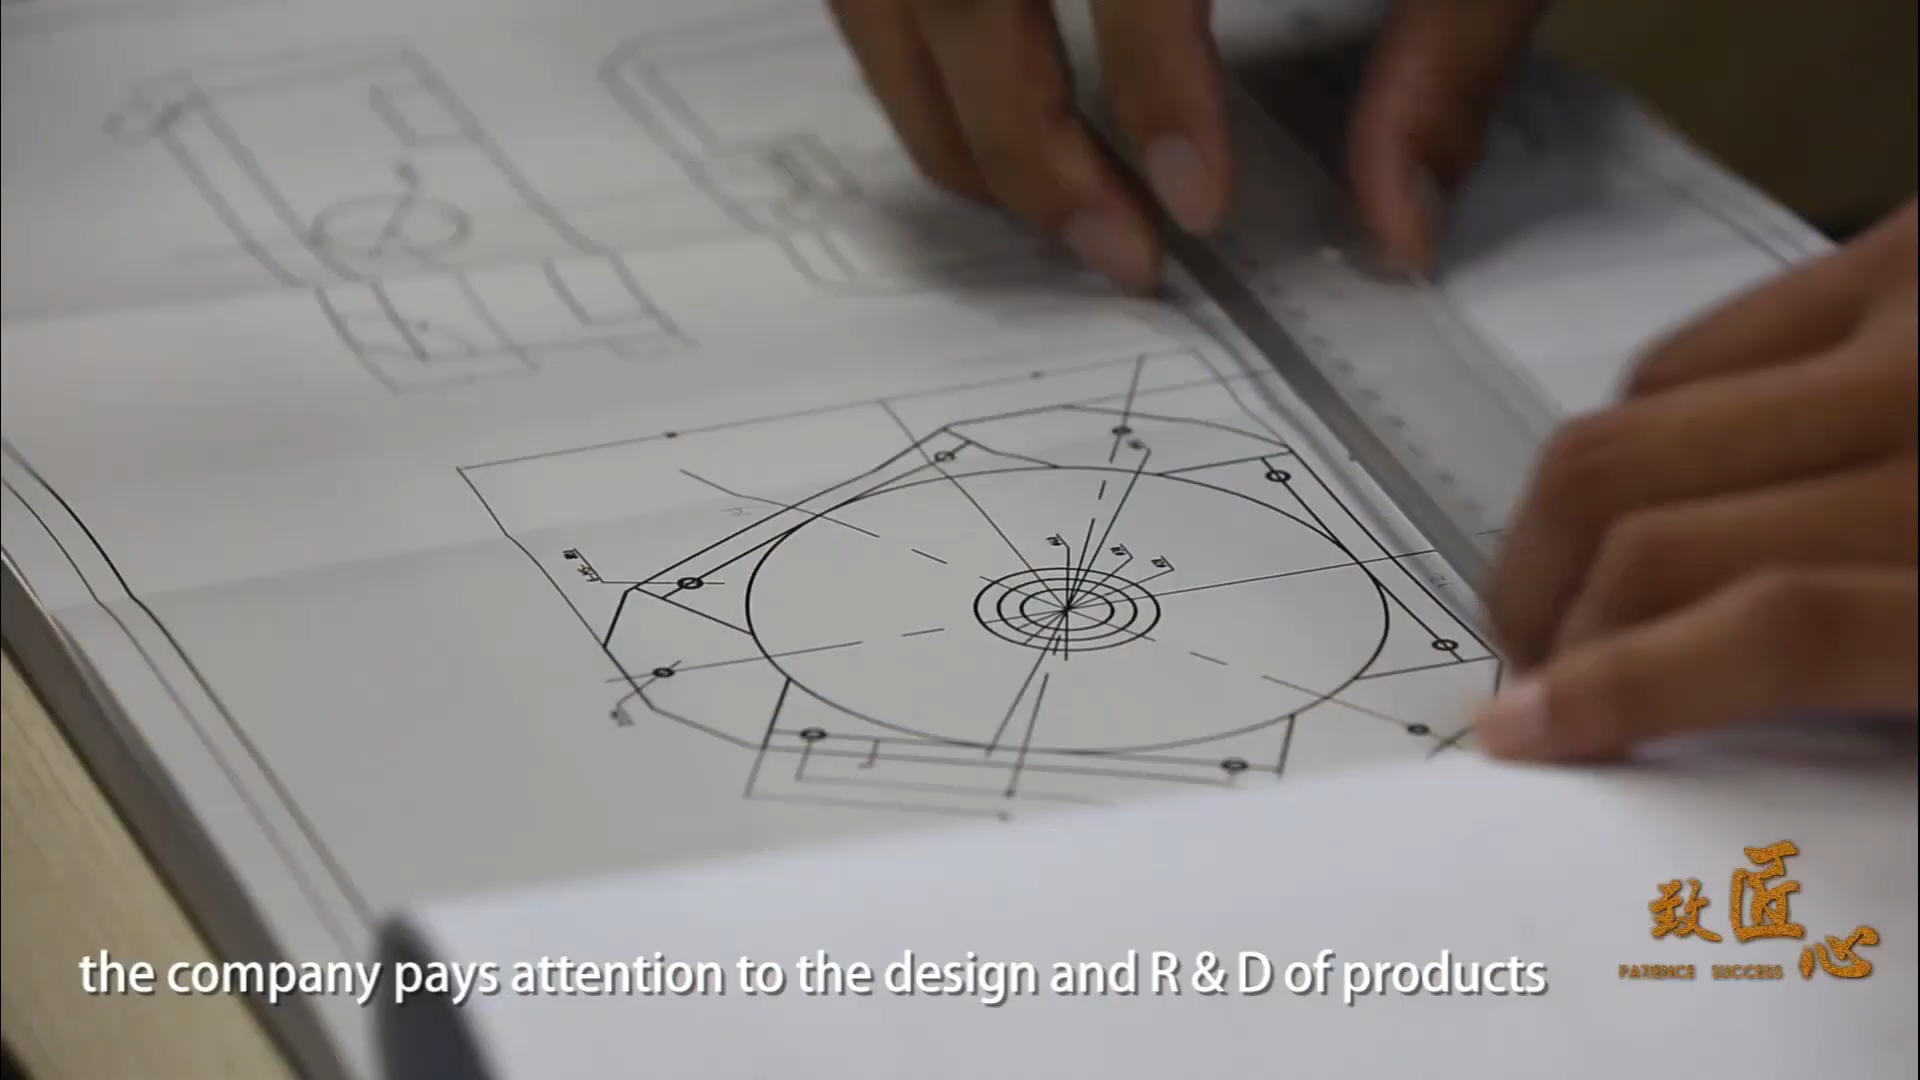 the company pays attention to the design and R & D of products
致匠心
PATIENCE SUCCESS